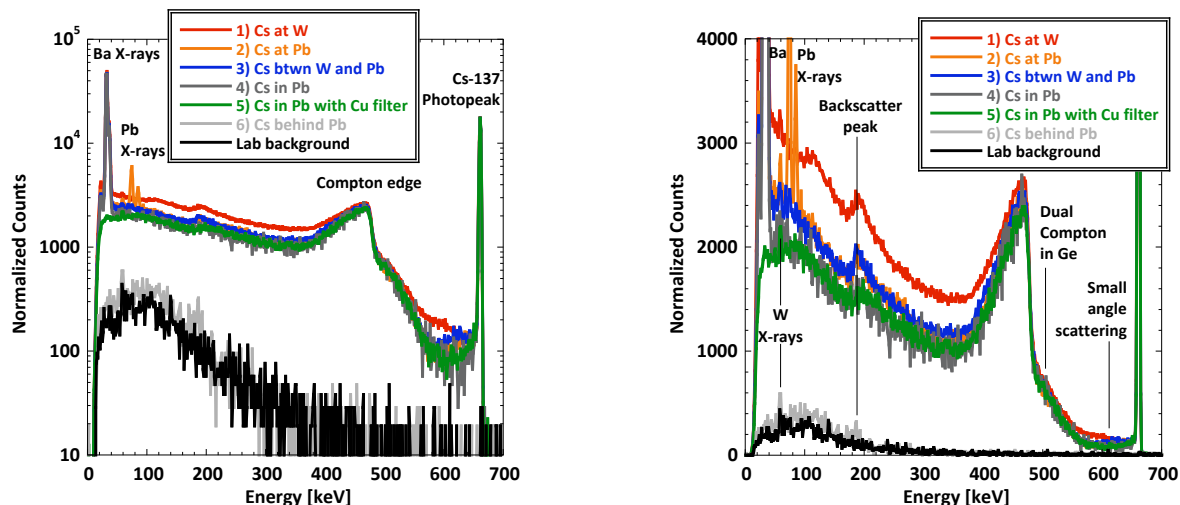 10^5
10^4
1000
100
10
Normalized Counts
1) Cs at W
2) Cs at Pb
3) Cs btwn W and Pb
4) Cs in Pb
5) Cs in Pb with Cu filter
6) Cs behind Pb
Lab background
Ba X-rays
Pb
X-rays
Cs-137
Photopeak
Compton edge
0 100 200 300 400 500 600 700
Energy [keV]
4000
3000
2000
1000
0
Normalized Counts
1) Cs at W
2) Cs at Pb
3) Cs btwn W and Pb
4) Cs in Pb
5) Cs in Pb with Cu filter
6) Cs behind Pb
Lab background
Ba
Pb
X-rays
Backscatter
peak
W
X-rays
Dual
Compton
in Ge
Small
angle
scattering
0 100 200 300 400 500 600 700
Energy [keV]